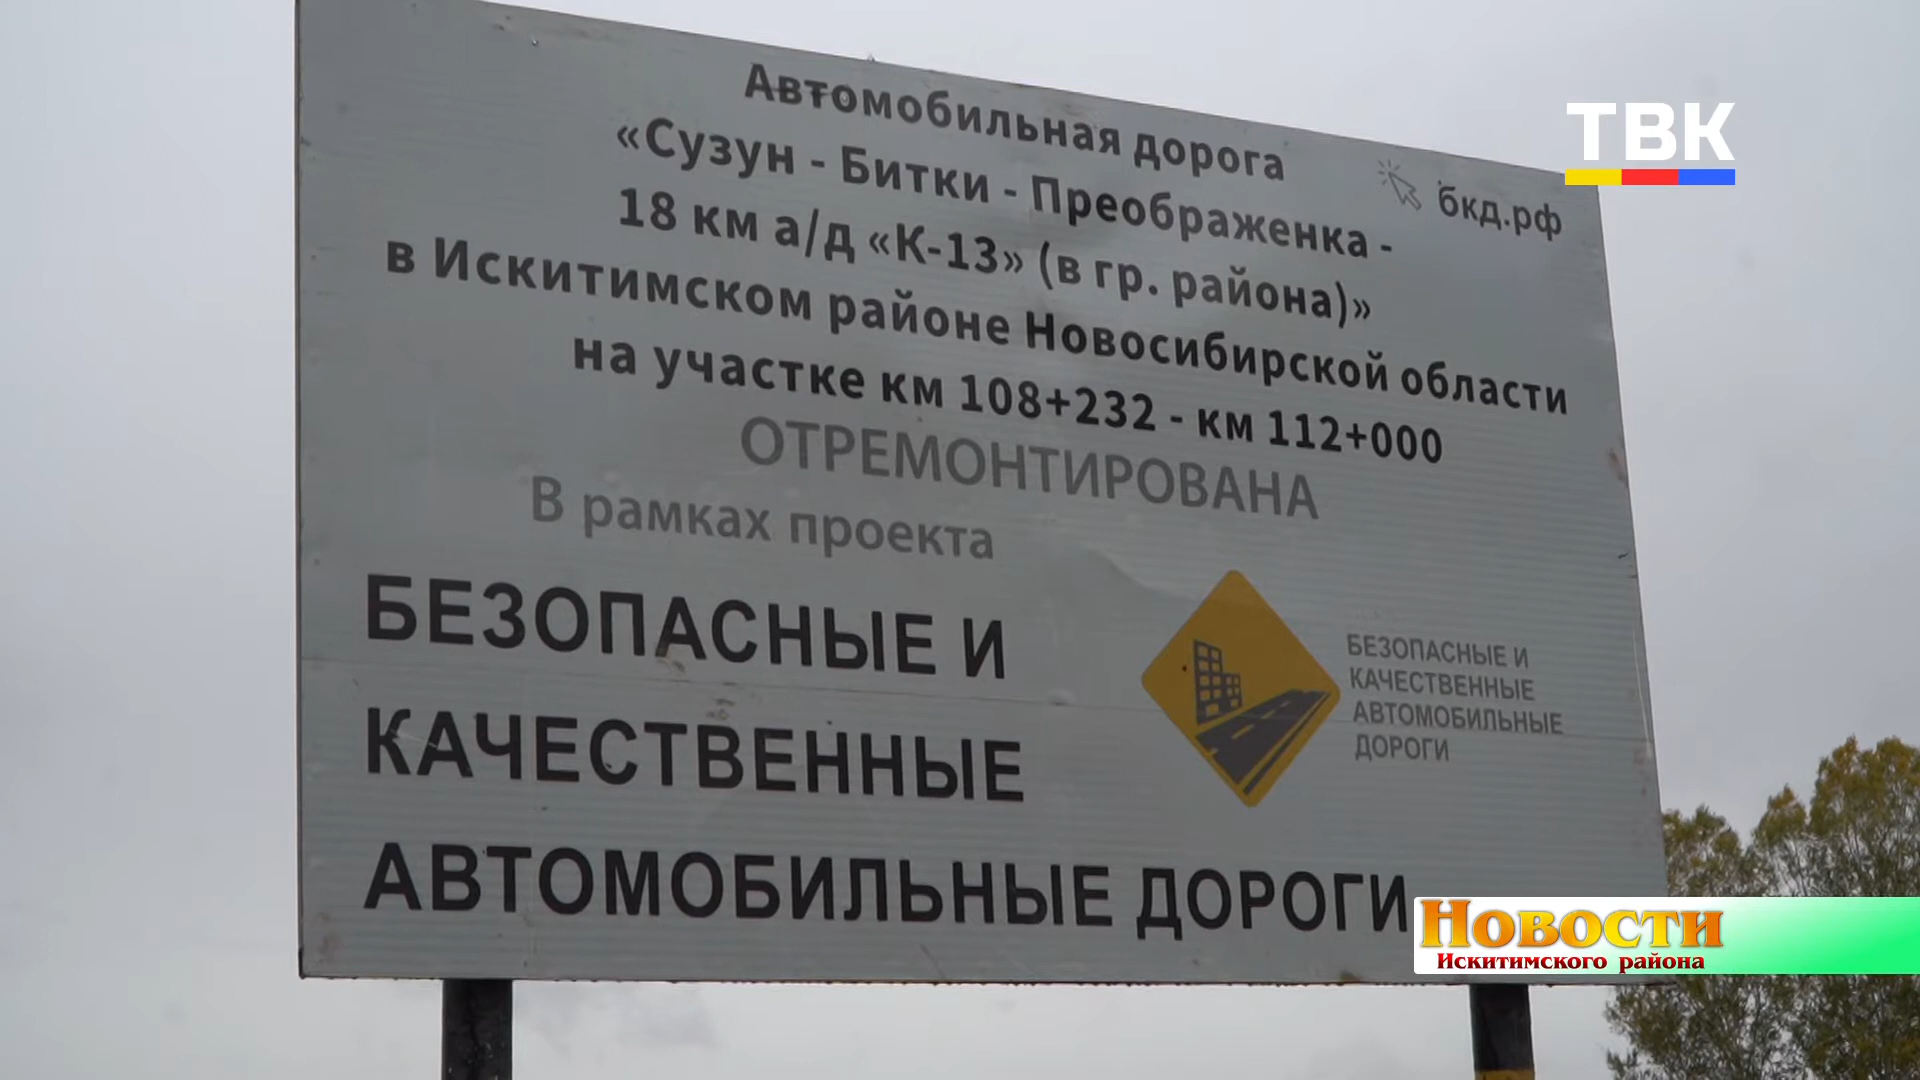 Автомобильная дорога
«Сузун - Битки - Преображенка -
18 км а/д «К-13» (в гр. района)»
в Искитимском районе Новосибирской области
на участке км 108+232 - км 112+000
ОТРЕМОНТИРОВАНА
В рамках проекта
БЕЗОПАСНЫЕ И
КАЧЕСТВЕННЫЕ
АВТОМОБИЛЬНЫЕ ДОРОГИ
бкд.рф
БЕЗОПАСНЫЕ И
КАЧЕСТВЕННЫЕ
АВТОМОБИЛЬНЫЕ
ДОРОГИ
ТВК
Новости
Искитимского района